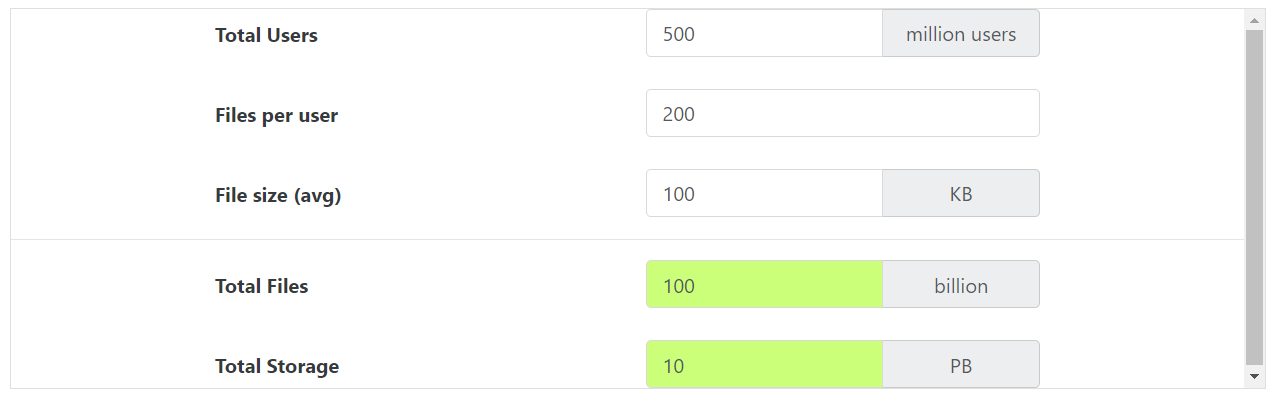 Total Users 500 million users
Files per user 200
File size (avg) 100 KB
Total Files 100 billion
Total Storage 10 PB